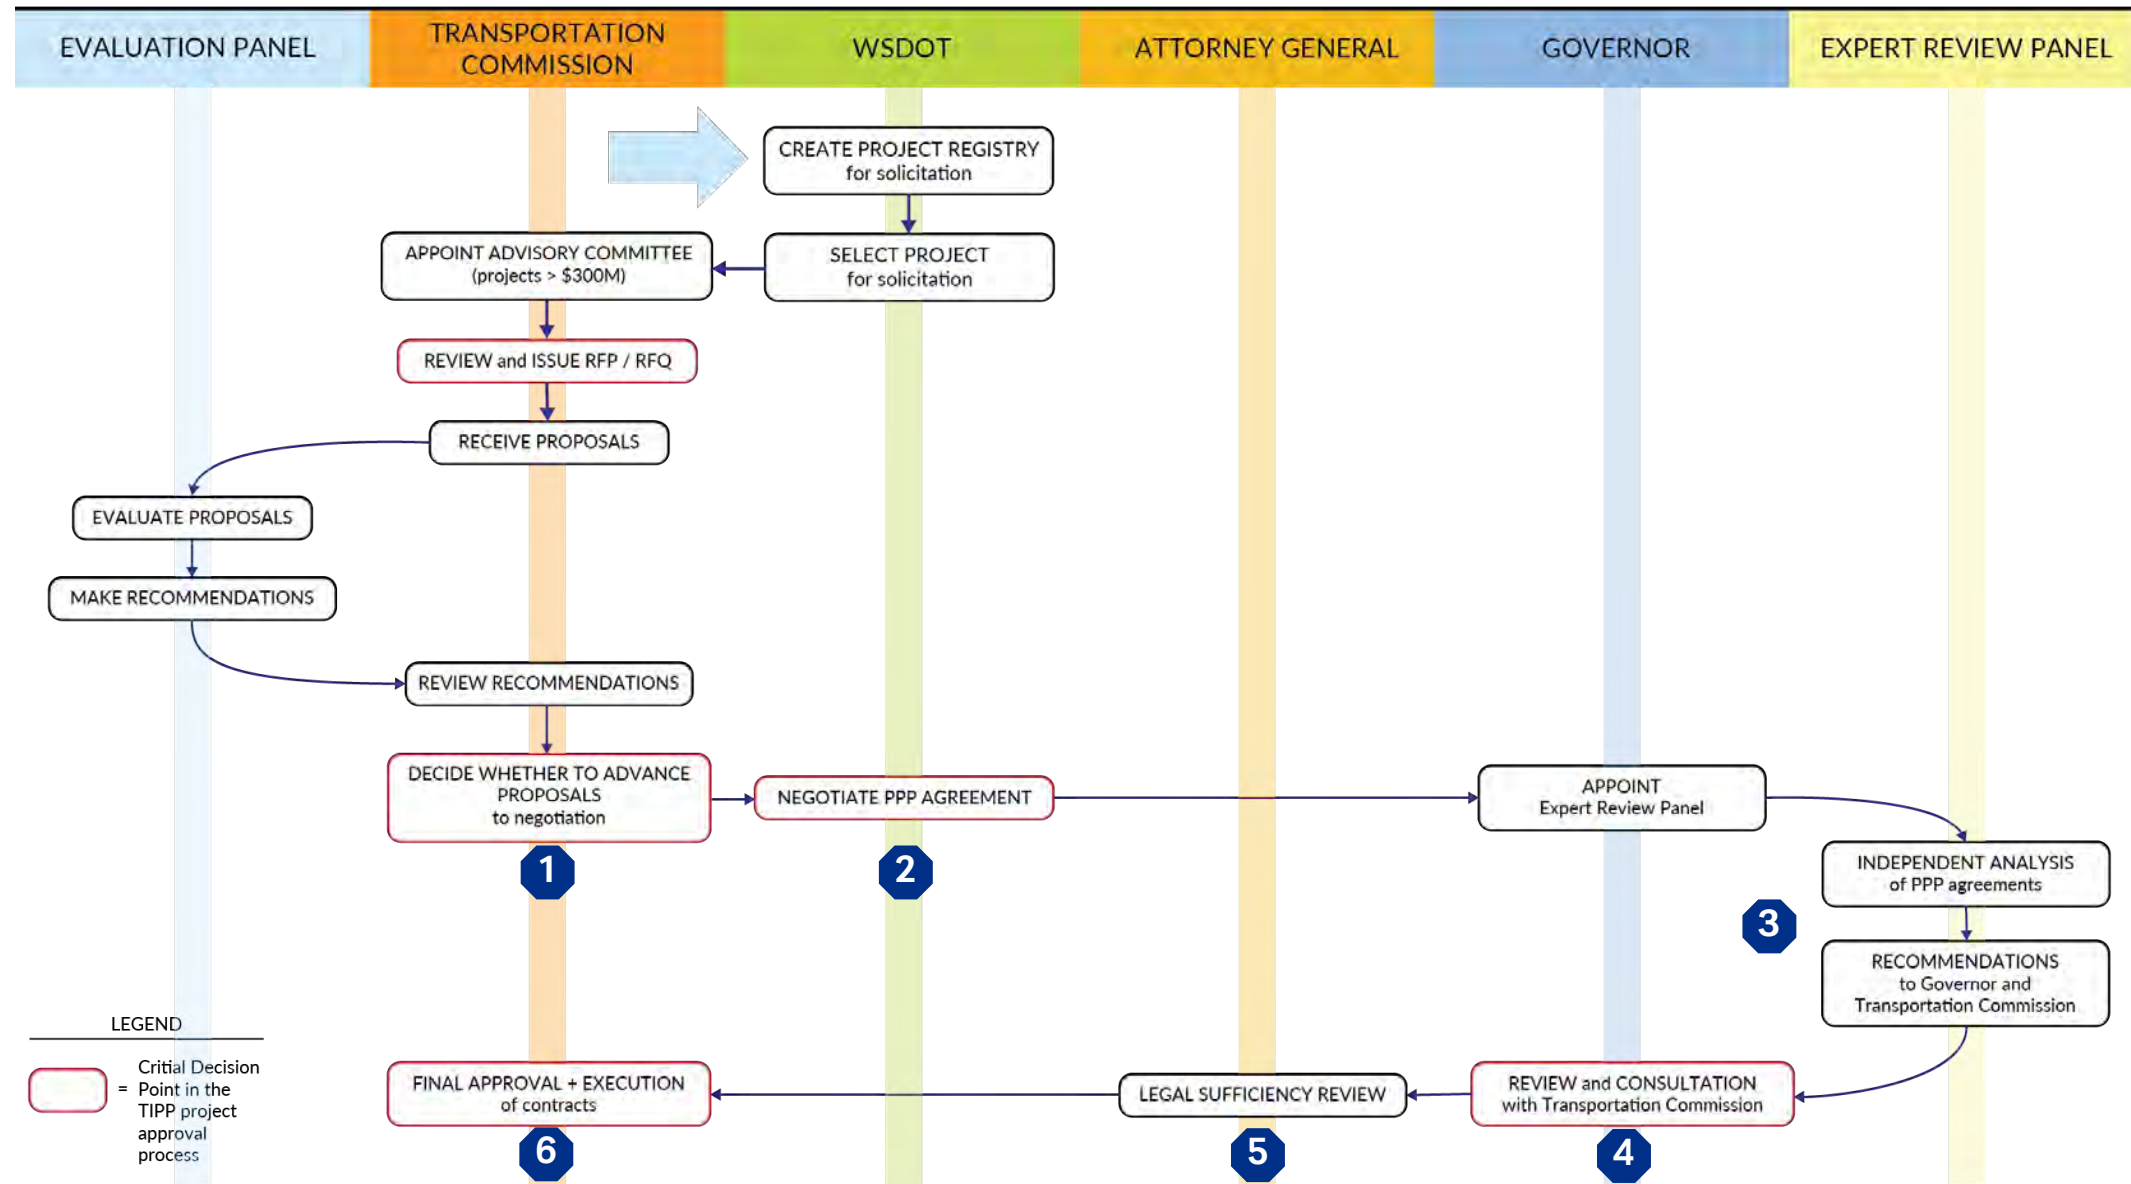 EVALUATION PANEL
TRANSPORTATION
COMMISSION
WSDOT
ATTORNEY GENERAL
GOVERNOR
EXPERT REVIEW PANEL
CREATE PROJECT REGISTRY
for solicitation
APPOINT ADVISORY COMMITTEE
(projects > $300M)
SELECT PROJECT
for solicitation
REVIEW and ISSUE RFP / RFQ
RECEIVE PROPOSALS
EVALUATE PROPOSALS
MAKE RECOMMENDATIONS
REVIEW RECOMMENDATIONS
DECIDE WHETHER TO ADVANCE
PROPOSALS
to negotiation
NEGOTIATE PPP AGREEMENT
APPOINT
Expert Review Panel
1
2
INDEPENDENT ANALYSIS
of PPP agreements
3
RECOMMENDATIONS
to Governor and
Transportation Commission
LEGEND
=
Critial Decision
Point in the
TIPP project
approval
process
FINAL APPROVAL + EXECUTION
of contracts
LEGAL SUFFICIENCY REVIEW
REVIEW and CONSULTATION
with Transportation Commission
6
5
4